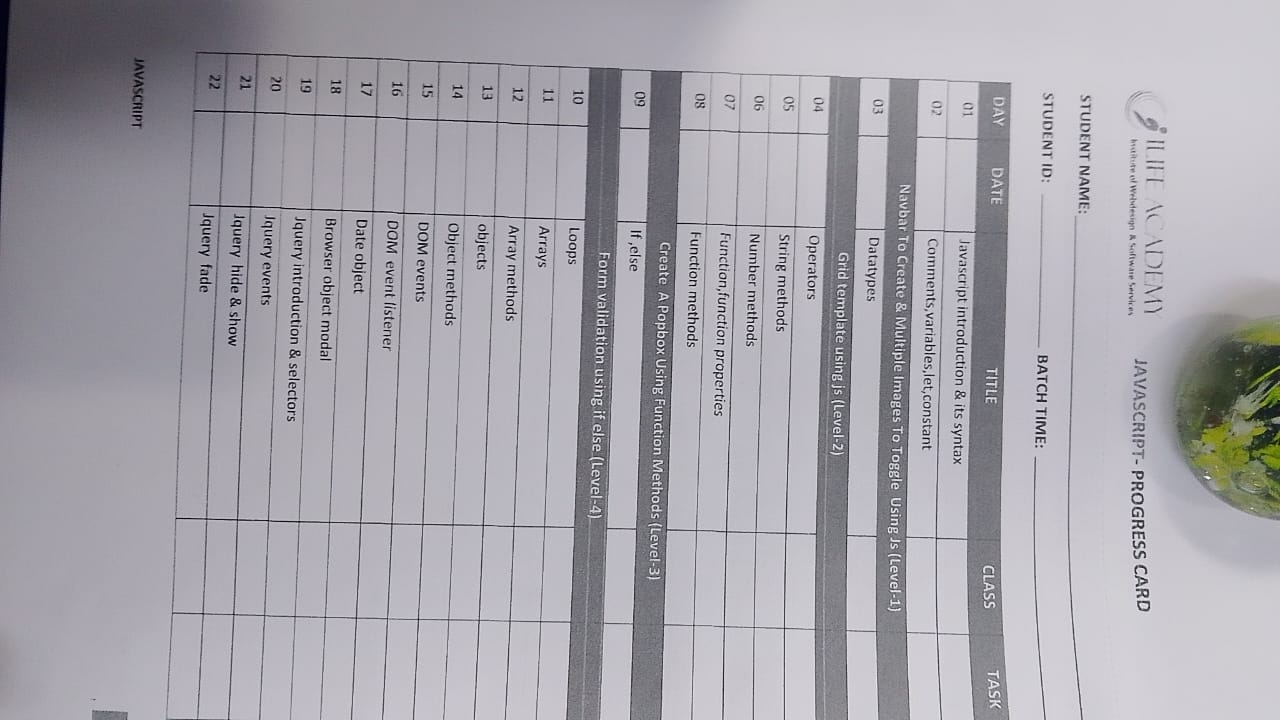 ILIFE ACADEMY
Institute of Webdesign & Software Services
JAVASCRIPT- PROGRESS CARD
STUDENT NAME:
STUDENT ID: BATCH TIME:
DAY DATE TITLE CLASS TASK
01 Javascript introduction & its syntax
02 Comments,variables,let,constant
Navbar To Create & Multiple Images To Toggle Using Js (Level-1)
03 Datatypes
Grid template using js (Level-2)
04 Operators
05 String methods
06 Number methods
07 Function,function properties
08 Function methods
Create A Popbox Using Function Methods (Level-3)
09 If ,else
Form validation using if else (Level-4)
10 Loops
11 Arrays
12 Array methods
13 objects
14 Object methods
15 DOM events
16 DOM event listener
17 Date object
18 Browser object modal
19 Jquery introduction & selectors
20 Jquery events
21 Jquery hide & show
22 Jquery fade
JAVASCRIPT